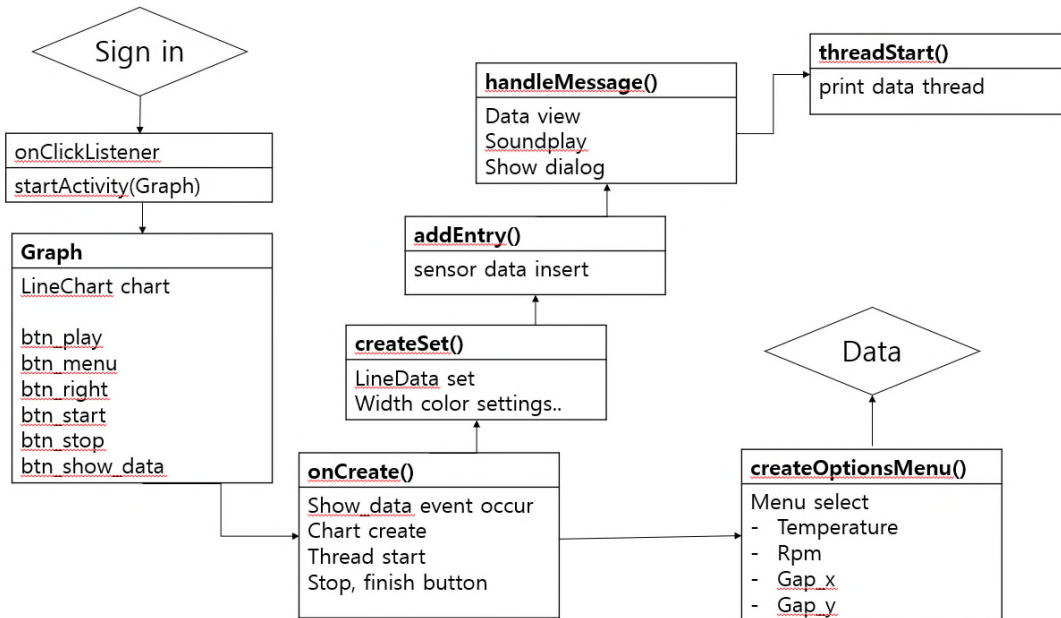 Sign in
onClickListener
startActivity(Graph)
Graph
LineChart chart
btn_play
btn_menu
btn_right
btn_start
btn_stop
btn_show_data
onCreate()
Show_data event occur
Chart create
Thread start
Stop, finish button
createSet()
LineData set
Width color settings..
addEntry()
sensor data insert
handleMessage()
Data view
Soundplay
Show dialog
threadStart()
print data thread
createOptionsMenu()
Menu select
- Temperature
- Rpm
- Gap_x
- Gap_y
Data